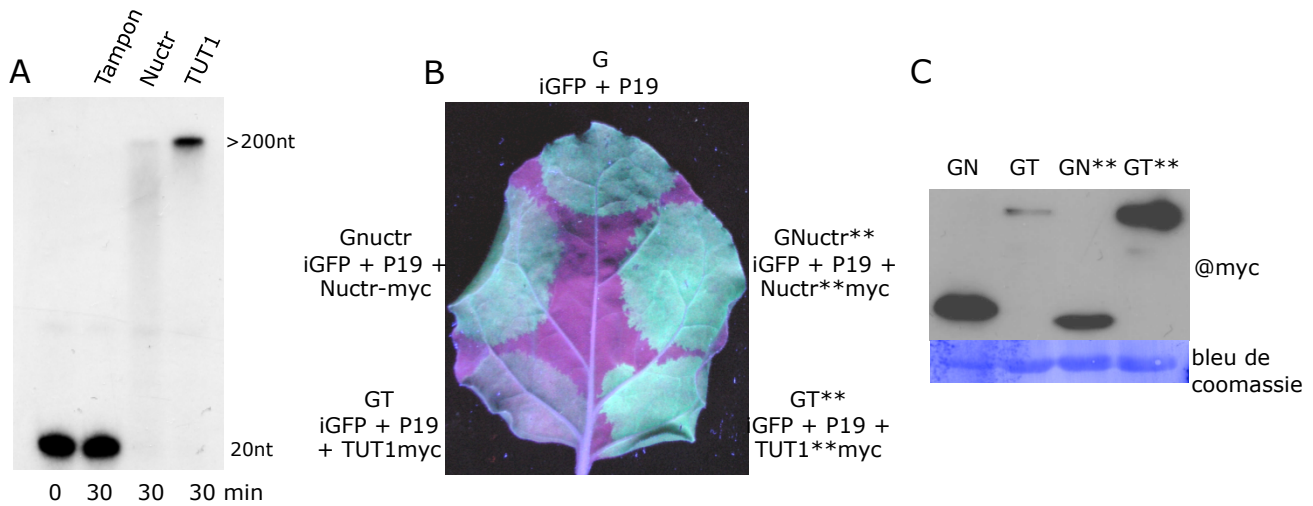 A
Tampon
Nuctr
TUT1
>200nt
20nt
0 30 30 30 min
B
G
iGFP + P19
Gnuctr
iGFP + P19 +
Nuctr-myc
GNuctr**
iGFP + P19 +
Nuctr**myc
GT
iGFP + P19
+ TUT1myc
GT**
iGFP + P19 +
TUT1**myc
C
GN GT GN** GT**
@myc
bleu de
coomassie